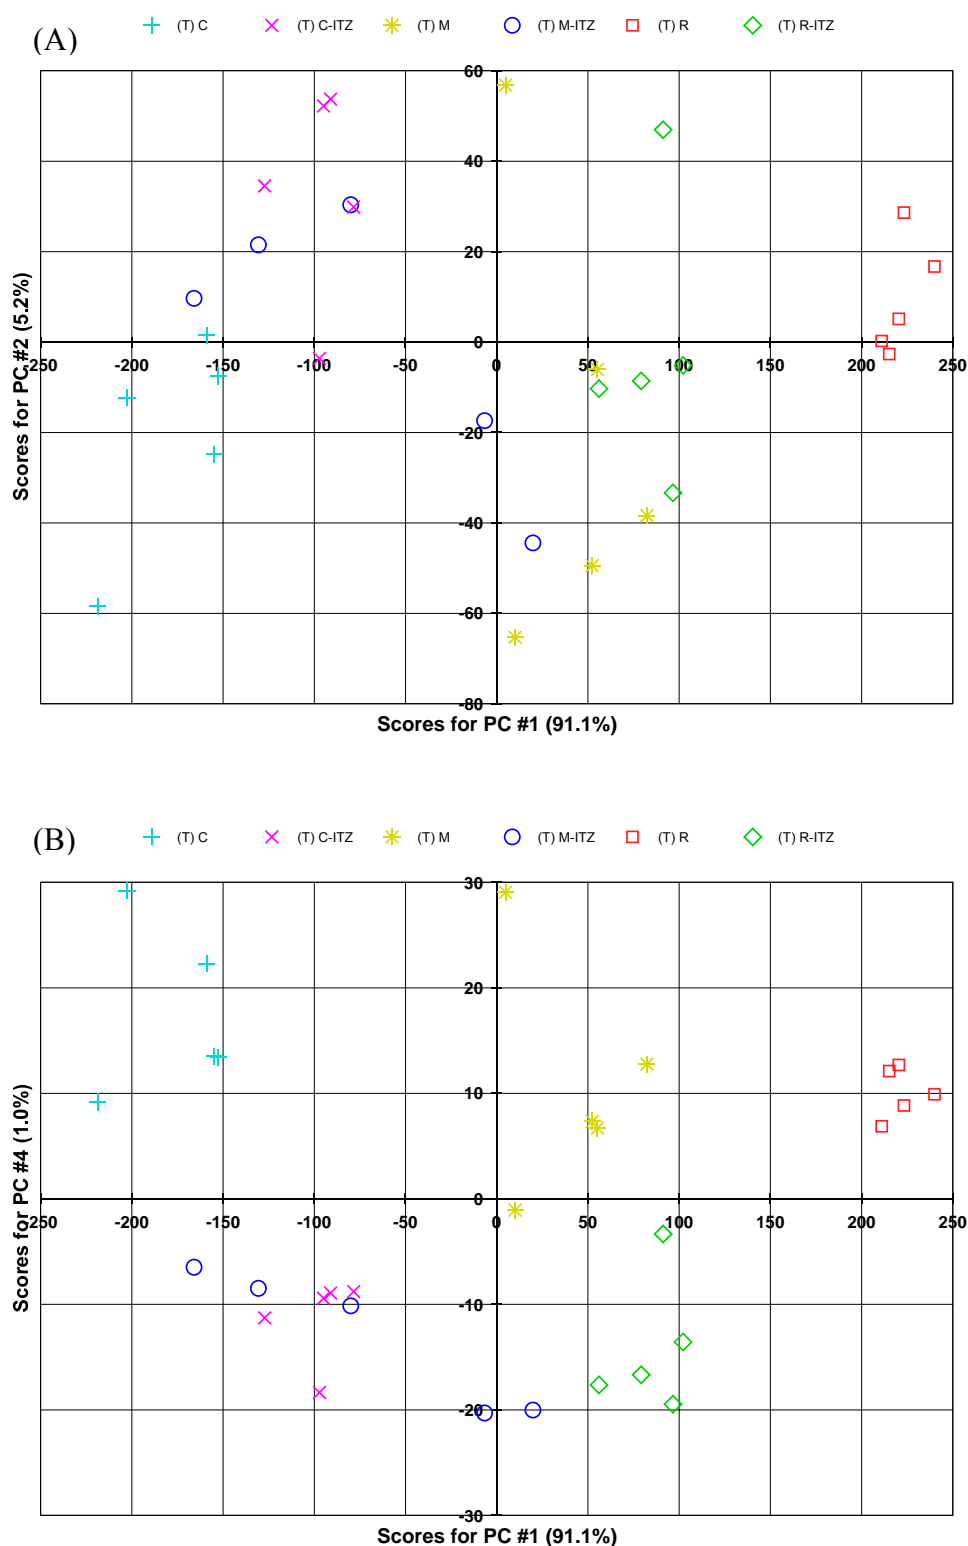 (A)
(T) C (T) C-ITZ (T) M (T) M-ITZ (T) R (T) R-ITZ
60
40
20
0
-250 -200 -150 -100 -50 0 50 100 150 200 250
-20
-40
-60
-80
Scores for PC #2 (5.2%)
Scores for PC #1 (91.1%)
(B)
(T) C (T) C-ITZ (T) M (T) M-ITZ (T) R (T) R-ITZ
30
20
10
0
-250 -200 -150 -100 -50 0 50 100 150 200 250
-10
-20
-30
Scores for PC #4 (1.0%)
Scores for PC #1 (91.1%)